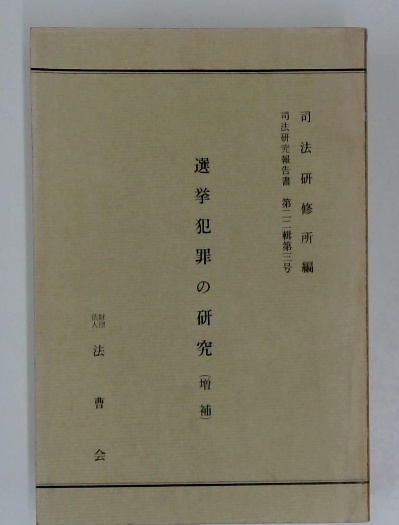 司法研修所編
司法研究報告書 第二二輯第三号
選挙犯罪の研究（増補）
財団法人 法曹会